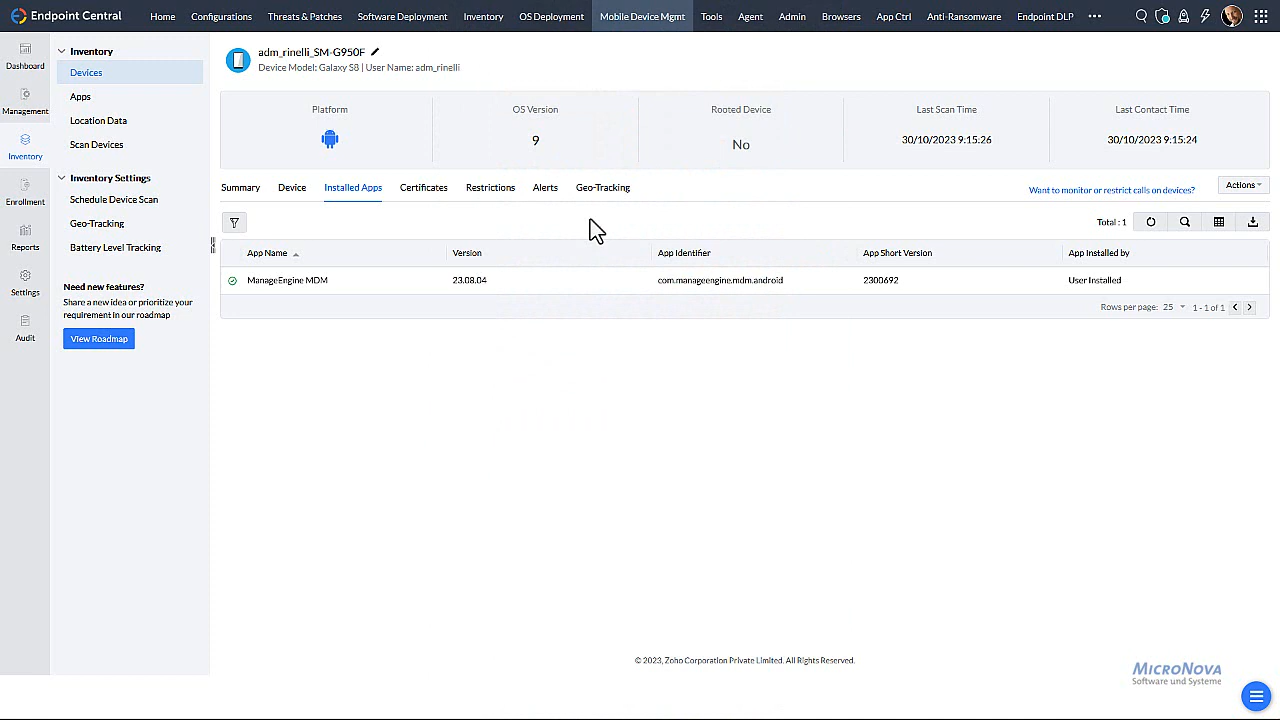 Endpoint Central
Home
Configurations
Threats & Patches
Software Deployment
Inventory
OS Deployment
Mobile Device Mgmt
Tools
Agent
Admin
Browsers
App Ctrl
Anti-Ransomware
Endpoint DLP
Dashboard
Management
Inventory
Enrollment
Reports
Settings
Audit
Inventory
Devices
Apps
Location Data
Scan Devices
Inventory Settings
Schedule Device Scan
Geo-Tracking
Battery Level Tracking
Need new features?
Share a new idea or prioritize your
requirement in our roadmap
View Roadmap
adm_rinelli_SM-G950F
Device Model: Galaxy S8 | User Name: adm_rinelli
Platform
OS Version
9
Rooted Device
No
Last Scan Time
30/10/2023 9:15:26
Last Contact Time
30/10/2023 9:15:24
Summary
Device
Installed Apps
Certificates
Restrictions
Alerts
Geo-Tracking
Want to monitor or restrict calls on devices?
Actions
Total : 1
App Name
Version
App Identifier
App Short Version
App Installed by
ManageEngine MDM
23.08.04
com.manageengine.mdm.android
2300692
User Installed
Rows per page: 25
1 - 1 of 1
© 2023, Zoho Corporation Private Limited. All Rights Reserved.
MicroNova
Software und Systeme